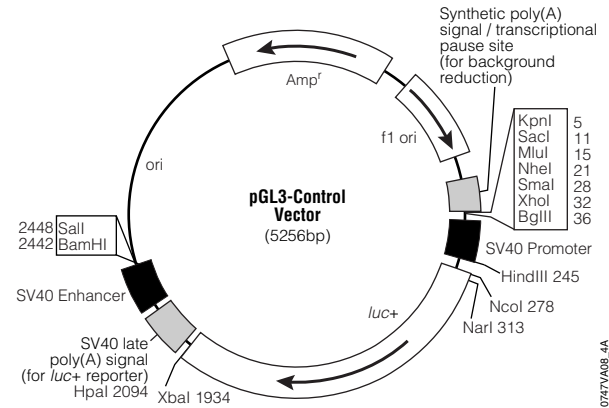 Synthetic poly(A)
signal / transcriptional
pause site
(for background
reduction)
Ampʳ
f1 ori
KpnI 5
SacI 11
MluI 15
NheI 21
SmaI 28
XhoI 32
BglII 36
ori
pGL3-Control
Vector
(5256bp)
2448 SalI
2442 BamHI
SV40 Promoter
HindIII 245
SV40 Enhancer
NcoI 278
luc+
NarI 313
SV40 late
poly(A) signal
(for luc+ reporter)
HpaI 2094
XbaI 1934
0747VA08_4A